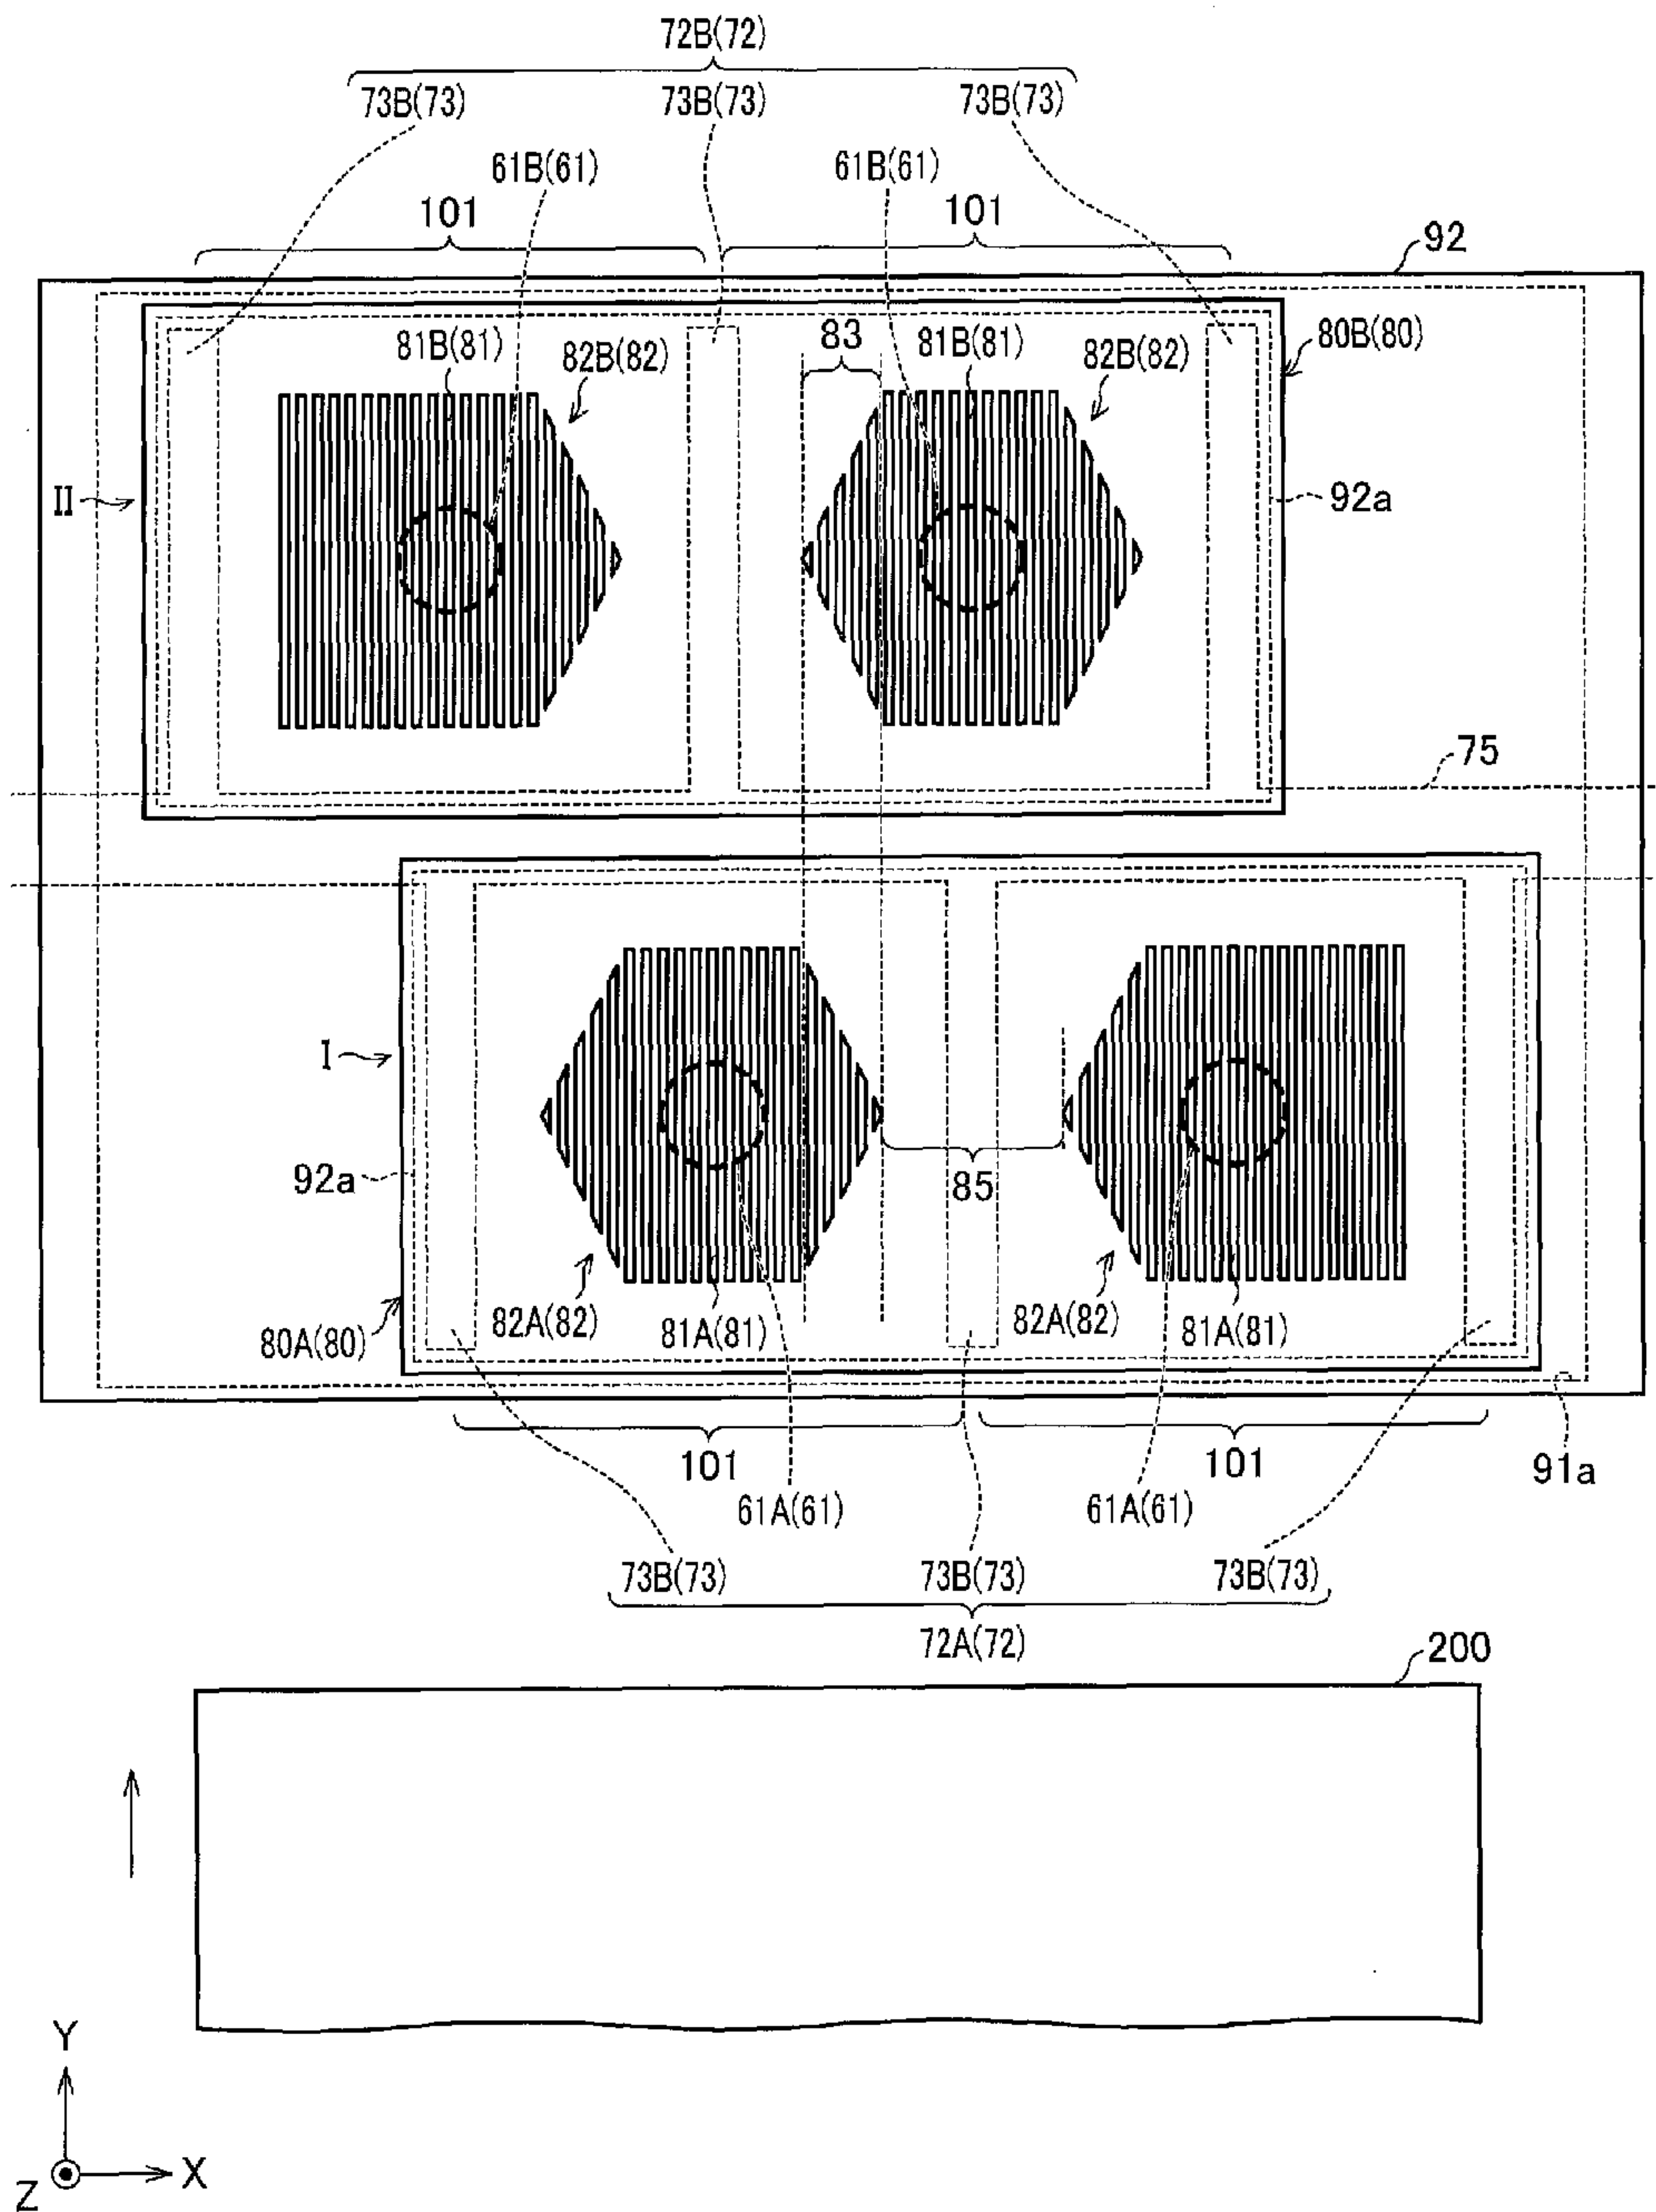 72B(72)
73B(73) 73B(73) 73B(73)
61B(61) 61B(61)
101 101
92
83
81B(81) 82B(82) 81B(81) 82B(82) 80B(80)
II
92a
75
I
92a
85
82A(82) 81A(81) 82A(82) 81A(81)
80A(80)
101 101
91a
61A(61) 61A(61)
73B(73) 73B(73) 73B(73)
72A(72)
200
Y
X
Z